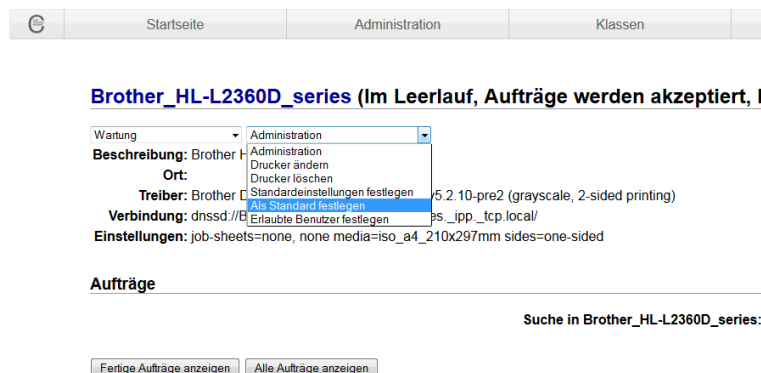 Startseite Administration Klassen
Brother_HL-L2360D_series (Im Leerlauf, Aufträge werden akzeptiert,
Wartung Administration
Beschreibung: Brother H Administration
Drucker ändern
Ort: Drucker löschen
Treiber: Brother D Standardeinstellungen festlegen v5.2.10-pre2 (grayscale, 2-sided printing)
Als Standard festlegen
Verbindung: dnssd://B Erlaubte Benutzer festlegen es._ipp._tcp.local/
Einstellungen: job-sheets=none, none media=iso_a4_210x297mm sides=one-sided
Aufträge
Suche in Brother_HL-L2360D_series:
Fertige Aufträge anzeigen Alle Aufträge anzeigen